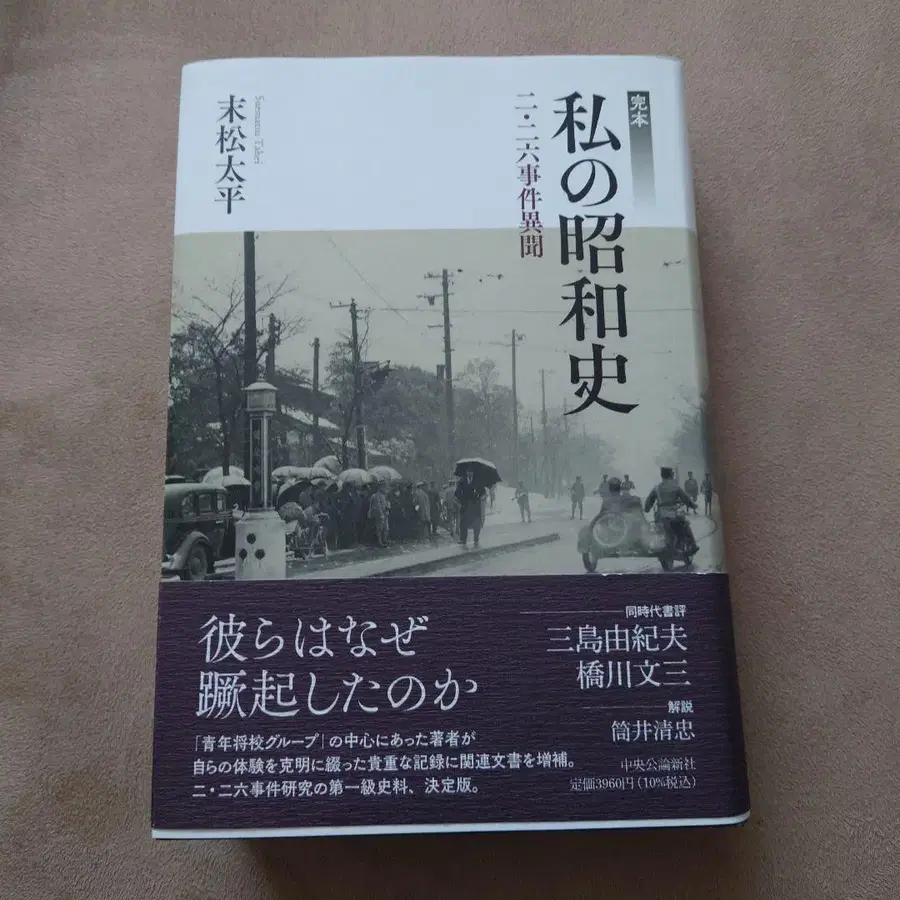 完本
私の昭和史
二・二六事件異聞
末松太平
Suematsu Tahei
彼らはなぜ
蹶起したのか
「青年将校グループ」の中心にあった著者が
自らの体験を克明に綴った貴重な記録に関連文書を増補。
二・二六事件研究の第一級史料、決定版。
同時代書評
三島由紀夫
橋川文三
解説
筒井清忠
中央公論新社
定価3960円(10%税込)